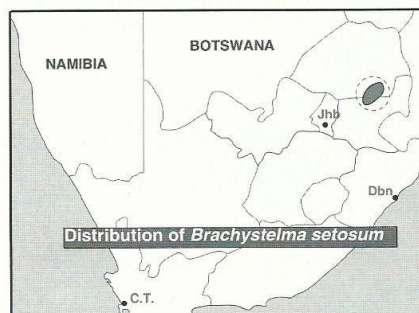 BOTSWANA
NAMIBIA
Jhb
Dbn
Distribution of Brachystelma setosum
C.T.